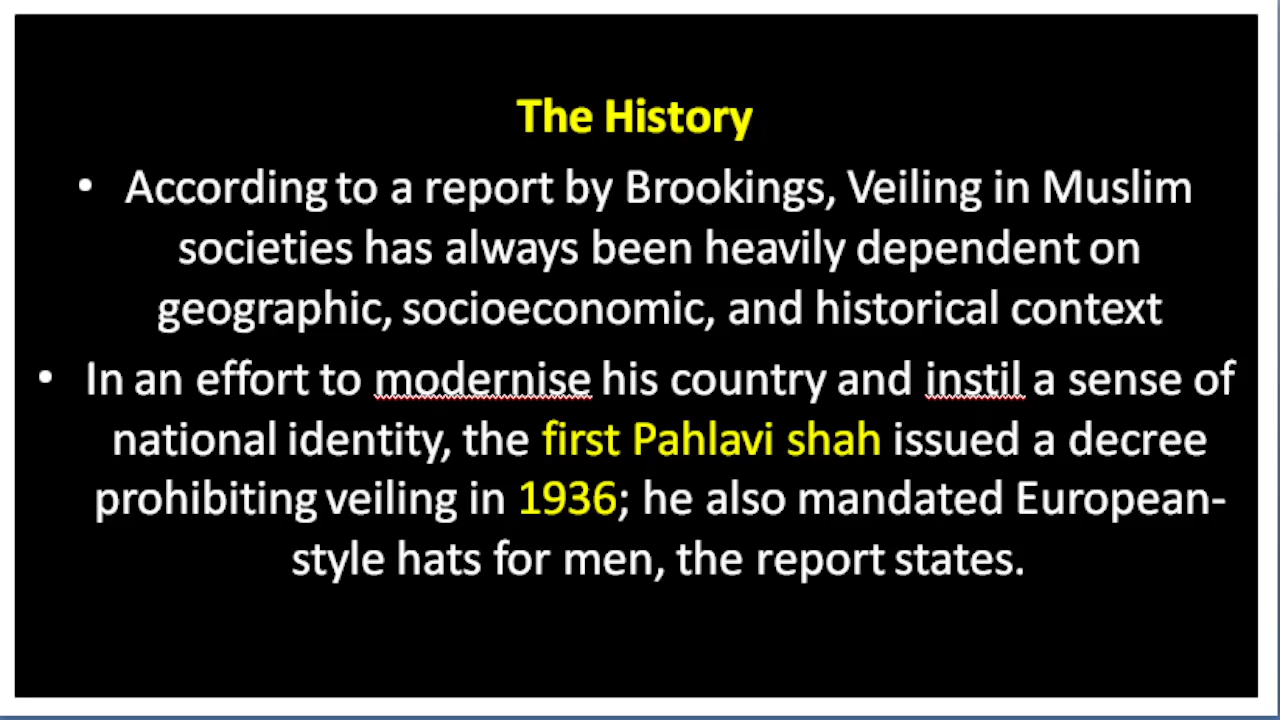 The History
• According to a report by Brookings, Veiling in Muslim
societies has always been heavily dependent on
geographic, socioeconomic, and historical context
• In an effort to modernise his country and instil a sense of
national identity, the first Pahlavi shah issued a decree
prohibiting veiling in 1936; he also mandated European-
style hats for men, the report states.